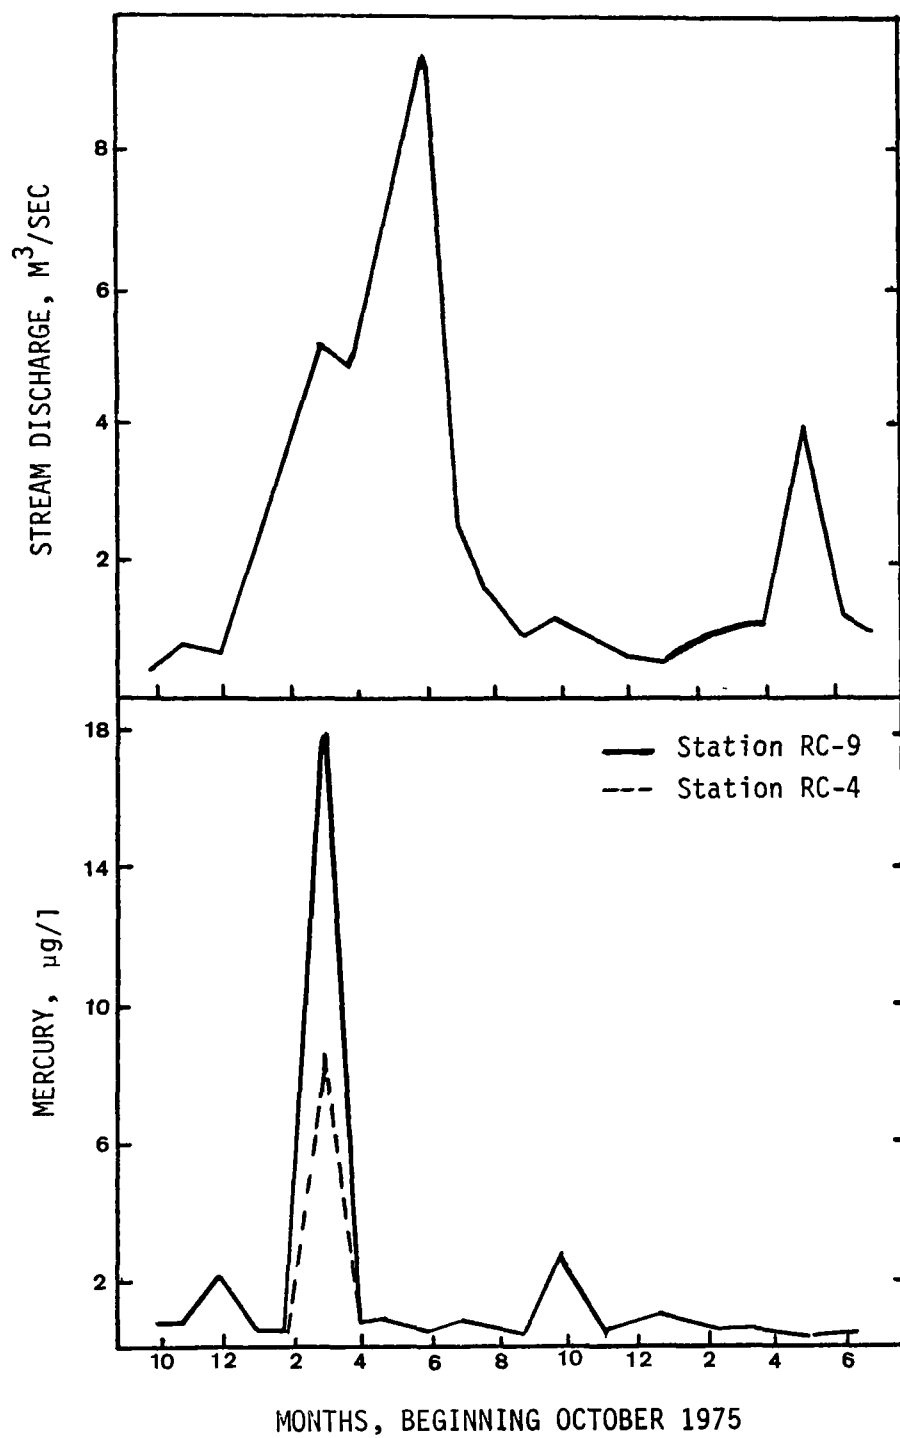 STREAM DISCHARGE, M³/SEC
8
6
4
2
MERCURY, µg/l
18
14
10
6
2
Station RC-9
Station RC-4
10 12 2 4 6 8 10 12 2 4 6
MONTHS, BEGINNING OCTOBER 1975